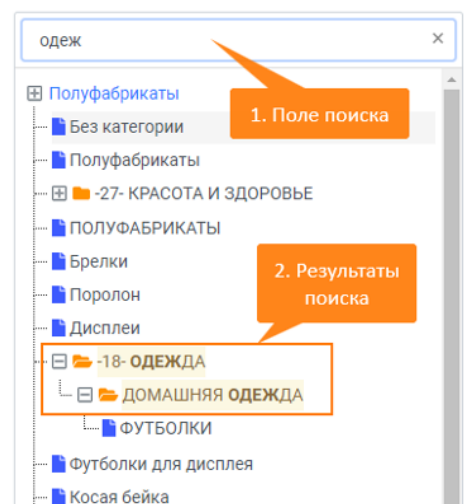 одеж
1. Поле поиска
Полуфабрикаты
Без категории
Полуфабрикаты
-27- КРАСОТА И ЗДОРОВЬЕ
ПОЛУФАБРИКАТЫ
Брелки
2. Результаты
поиска
Поролон
Дисплеи
-18- ОДЕЖДА
ДОМАШНЯЯ ОДЕЖДА
ФУТБОЛКИ
Футболки для дисплея
Косая бейка